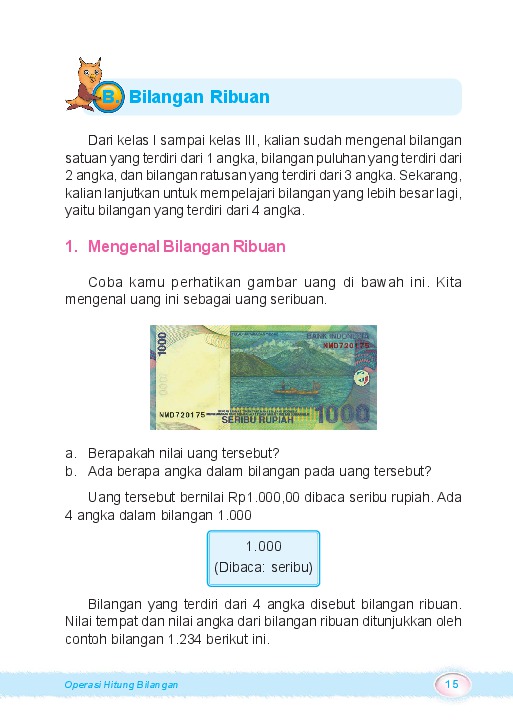 B. Bilangan Ribuan
Dari kelas I sampai kelas III, kalian sudah mengenal bilangan
satuan yang terdiri dari 1 angka, bilangan puluhan yang terdiri dari
2 angka, dan bilangan ratusan yang terdiri dari 3 angka. Sekarang,
kalian lanjutkan untuk mempelajari bilangan yang lebih besar lagi,
yaitu bilangan yang terdiri dari 4 angka.
1. Mengenal Bilangan Ribuan
Coba kamu perhatikan gambar uang di bawah ini. Kita
mengenal uang ini sebagai uang seribuan.
1000
BANK INDONESIA
NWD720175
NWD720175
SERIBU RUPIAH
1000
a. Berapakah nilai uang tersebut?
b. Ada berapa angka dalam bilangan pada uang tersebut?
Uang tersebut bernilai Rp1.000,00 dibaca seribu rupiah. Ada
4 angka dalam bilangan 1.000
1.000
(Dibaca: seribu)
Bilangan yang terdiri dari 4 angka disebut bilangan ribuan.
Nilai tempat dan nilai angka dari bilangan ribuan ditunjukkan oleh
contoh bilangan 1.234 berikut ini.
Operasi Hitung Bilangan 15